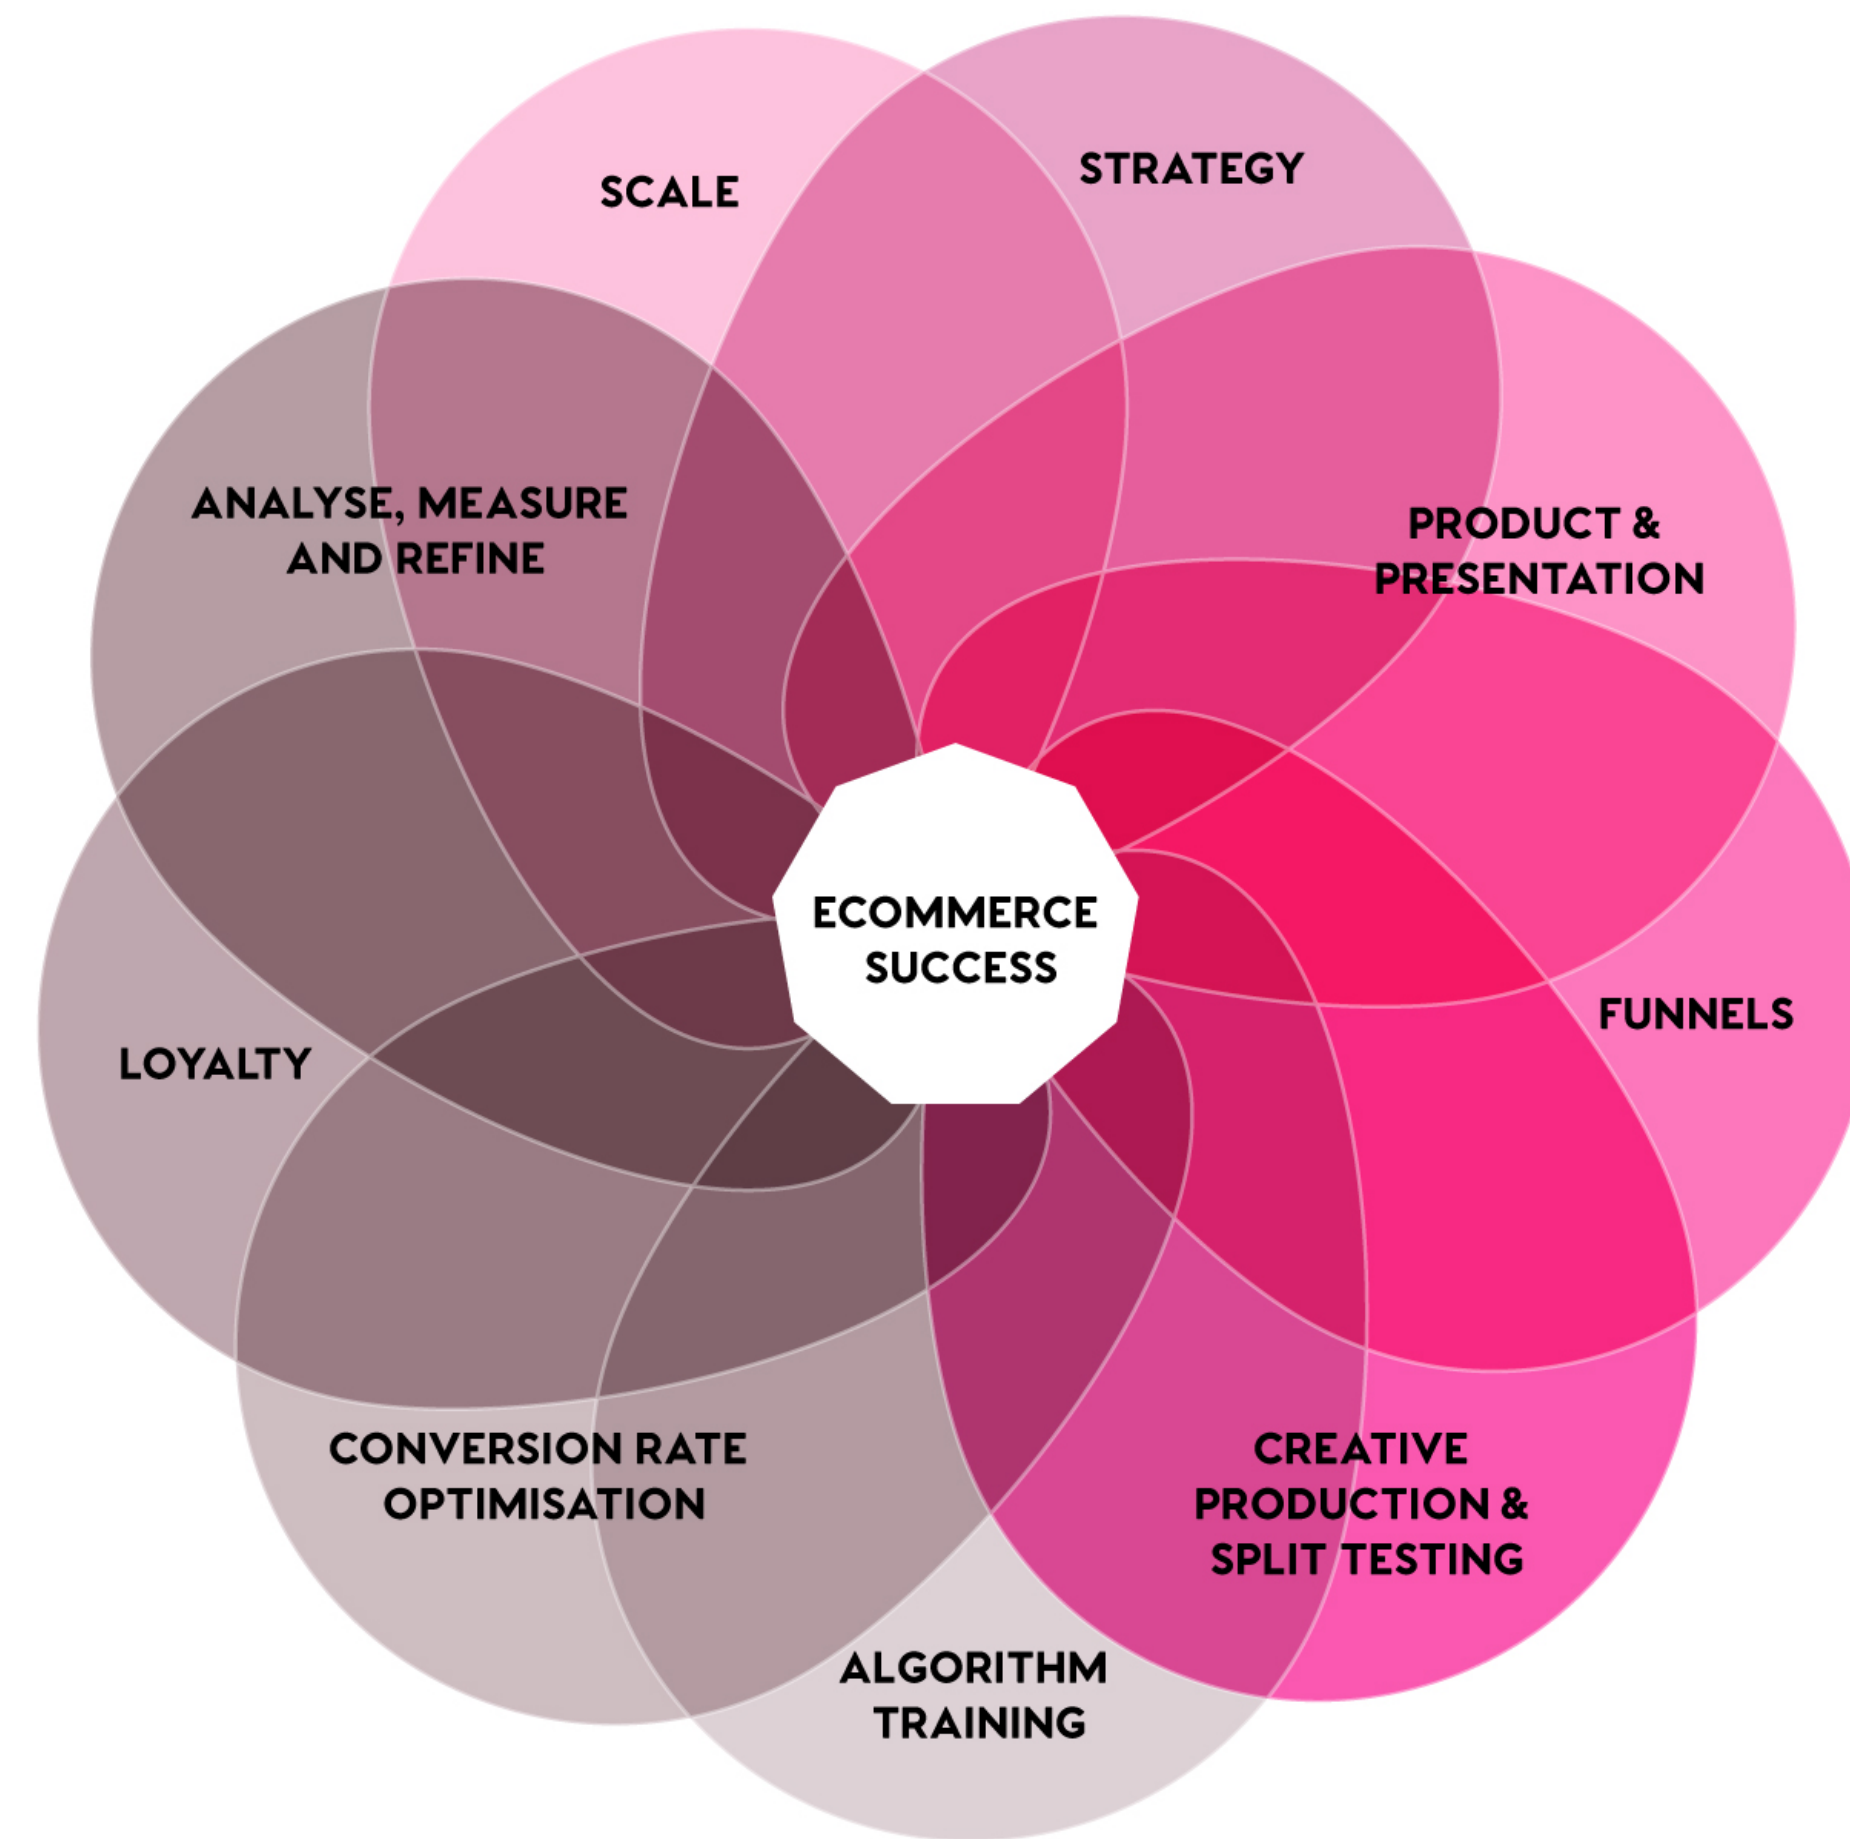 SCALE
STRATEGY
ANALYSE, MEASURE
AND REFINE
PRODUCT &
PRESENTATION
ECOMMERCE
SUCCESS
FUNNELS
LOYALTY
CONVERSION RATE
OPTIMISATION
CREATIVE
PRODUCTION &
SPLIT TESTING
ALGORITHM
TRAINING